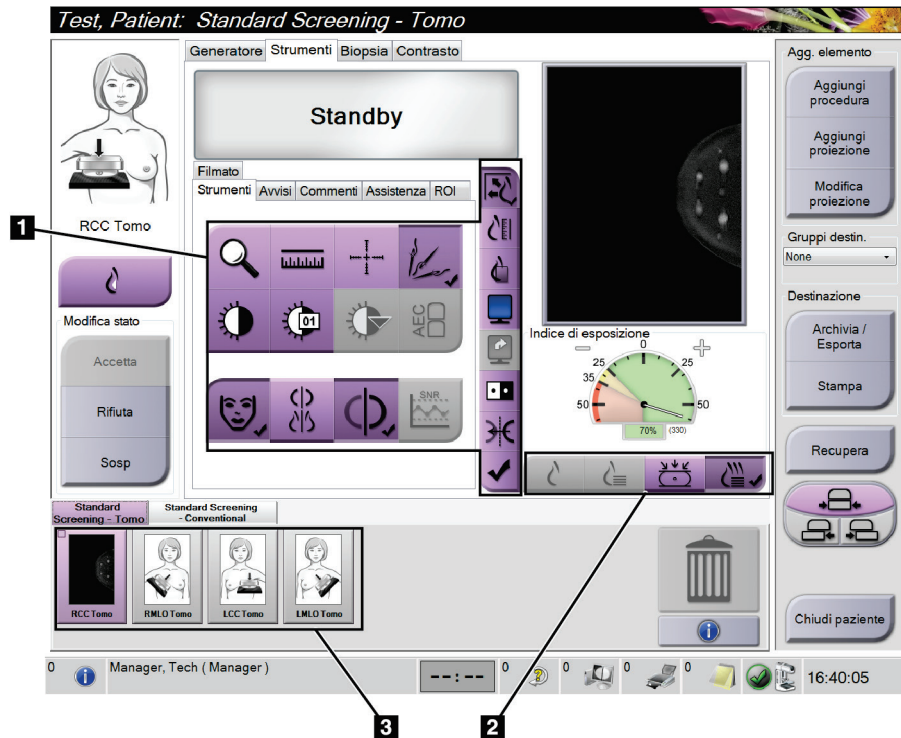 Test, Patient: Standard Screening - Tomo
Generatore Strumenti Biopsia Contrasto
Standby
Filmato
Strumenti Avvisi Commenti Assistenza ROI
RCC Tomo
Modifica stato
Accetta
Rifiuta
Sosp
1
01
AEC
SNR
Indice di esposizione
0
25
25
35
50
50
70%
(330)
Agg. elemento
Aggiungi
procedura
Aggiungi
proiezione
Modifica
proiezione
Gruppi destin.
None
Destinazione
Archivia /
Esporta
Stampa
Recupera
Chiudi paziente
Standard
Screening - Tomo
Standard Screening
- Conventional
RCC Tomo
RMLO Tomo
LCC Tomo
LMLO Tomo
0
Manager, Tech ( Manager )
--:--
0
0
0
0
16:40:05
3
2